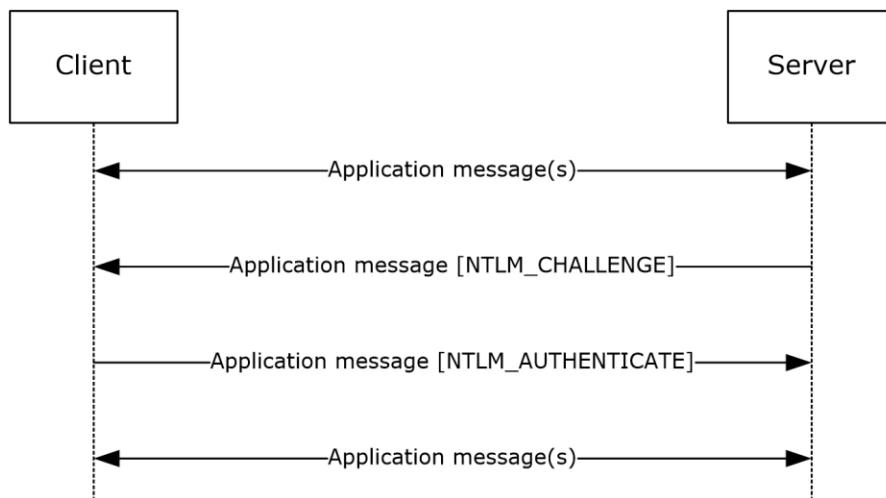 Client
Server
Application message(s)
Application message [NTLM_CHALLENGE]
Application message [NTLM_AUTHENTICATE]
Application message(s)